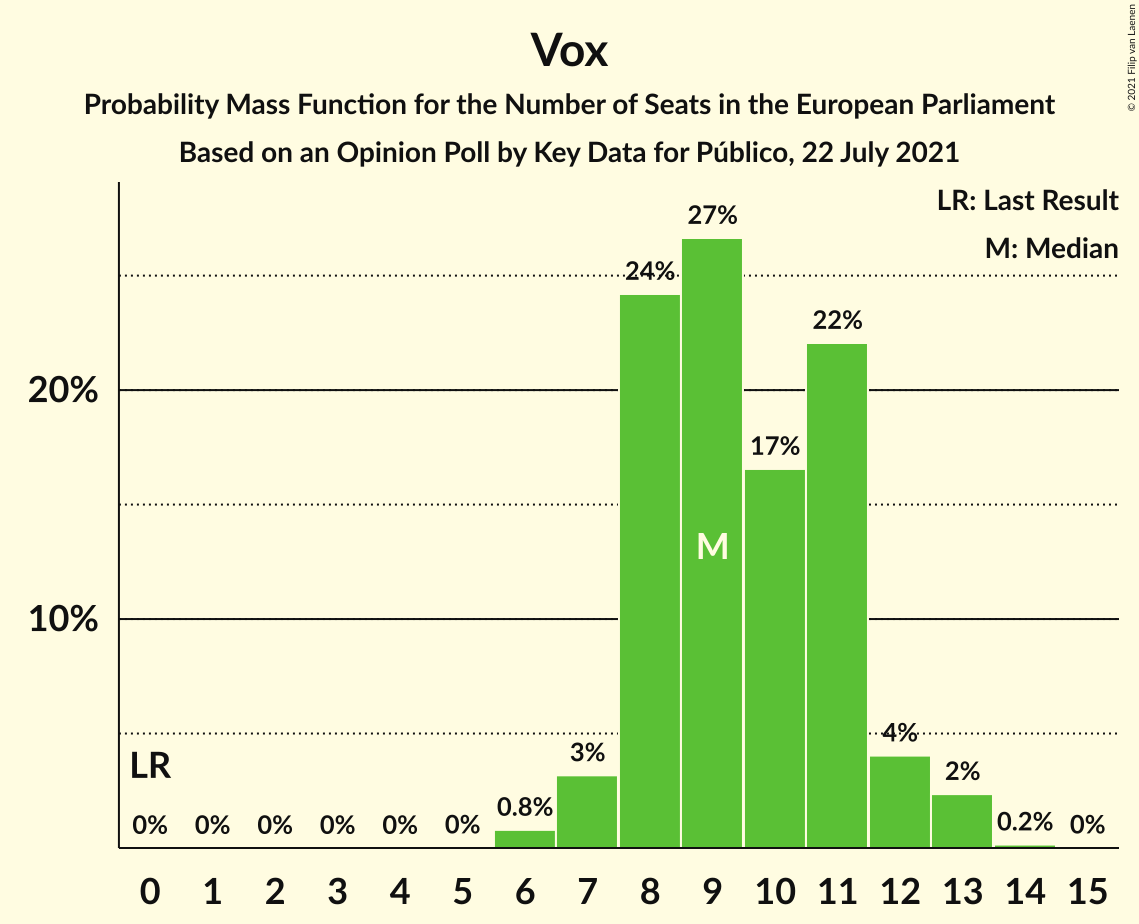 Vox
Probability Mass Function for the Number of Seats in the European Parliament
Based on an Opinion Poll by Key Data for Público, 22 July 2021
© 2021 Filip van Laenen
LR: Last Result
M: Median
20%
10%
LR
0% 0% 0% 0% 0% 0% 0.8% 3% 24% 27% 17% 22% 4% 2% 0.2% 0%
M
0 1 2 3 4 5 6 7 8 9 10 11 12 13 14 15